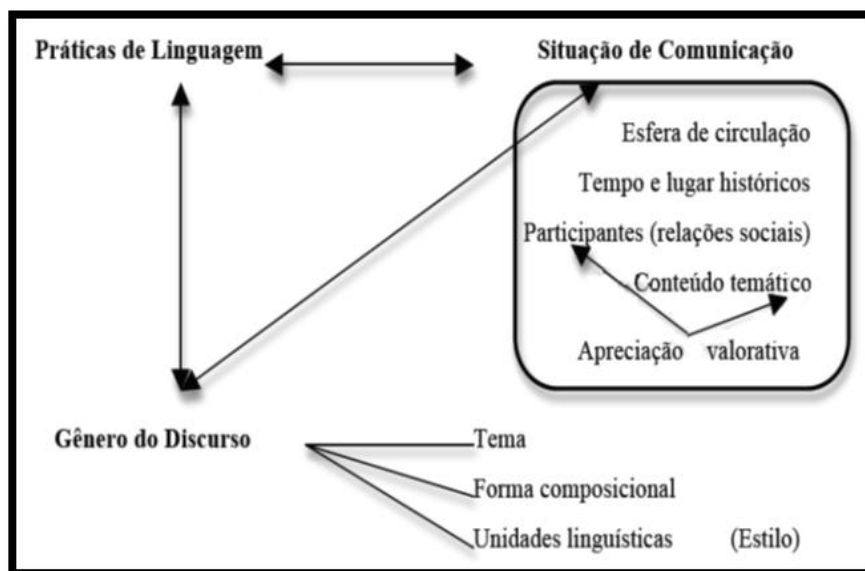 Práticas de Linguagem
Situação de Comunicação
Esfera de circulação
Tempo e lugar históricos
Participantes (relações sociais)
Conteúdo temático
Apreciação valorativa
Gênero do Discurso
Tema
Forma composicional
Unidades linguísticas (Estilo)